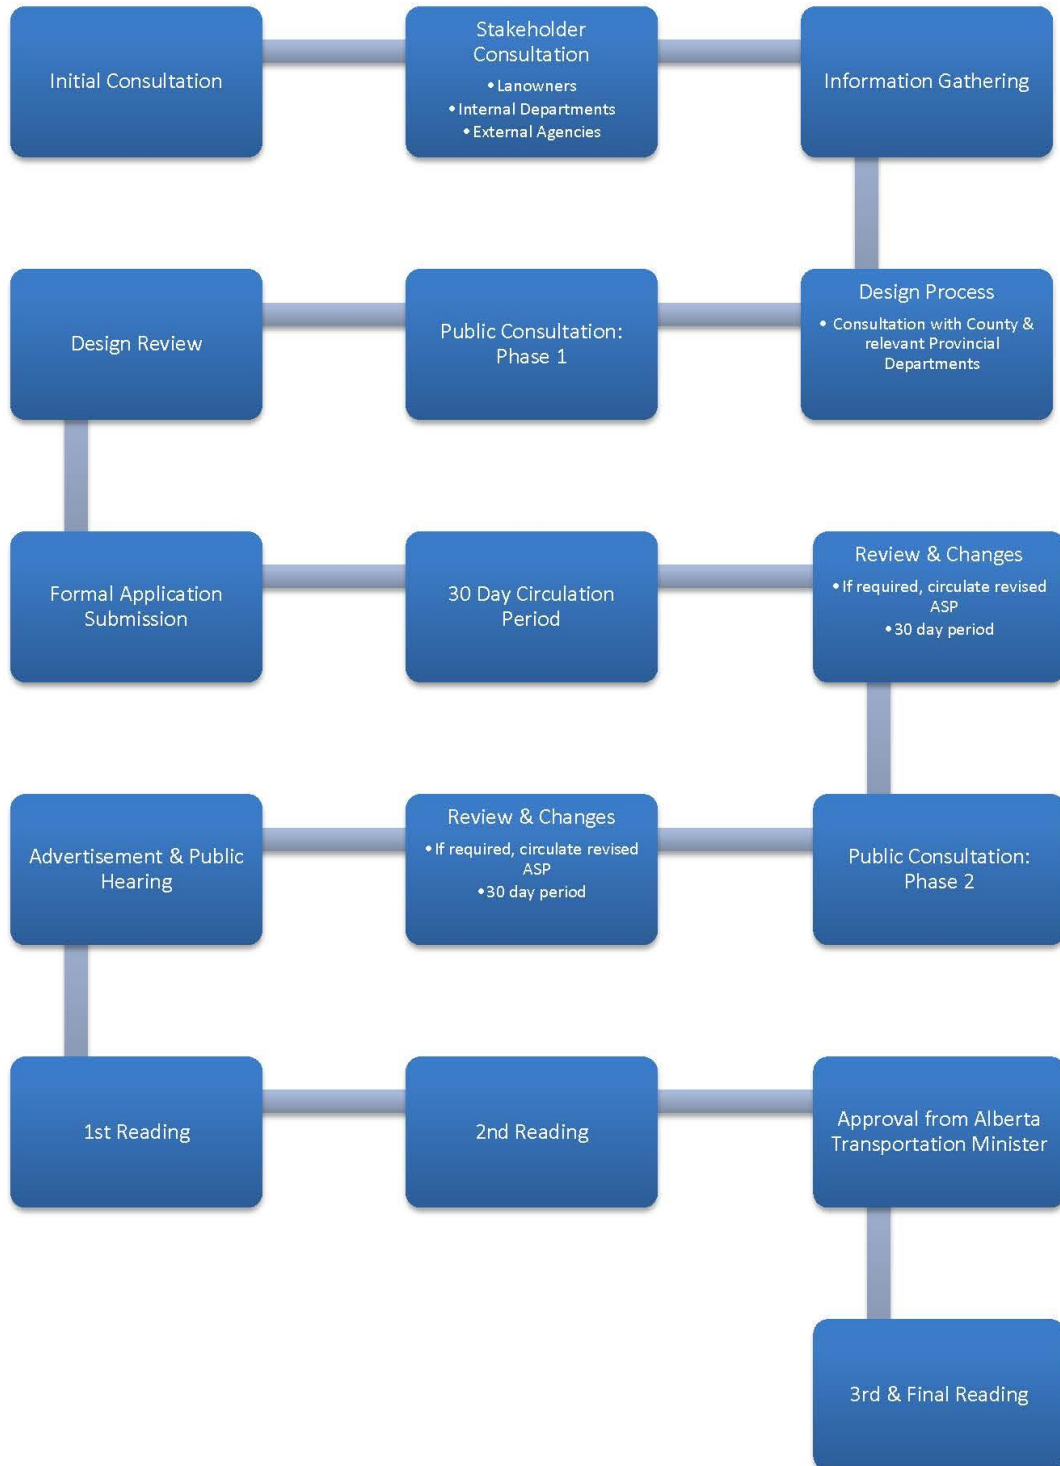 Initial Consultation
Stakeholder
Consultation
• Lanowners
• Internal Departments
• External Agencies
Information Gathering
Design Process
• Consultation with County &
relevant Provincial
Departments
Public Consultation:
Phase 1
Design Review
Formal Application
Submission
30 Day Circulation
Period
Review & Changes
• If required, circulate revised
ASP
• 30 day period
Public Consultation:
Phase 2
Review & Changes
• If required, circulate revised
ASP
• 30 day period
Advertisement & Public
Hearing
1st Reading
2nd Reading
Approval from Alberta
Transportation Minister
3rd & Final Reading